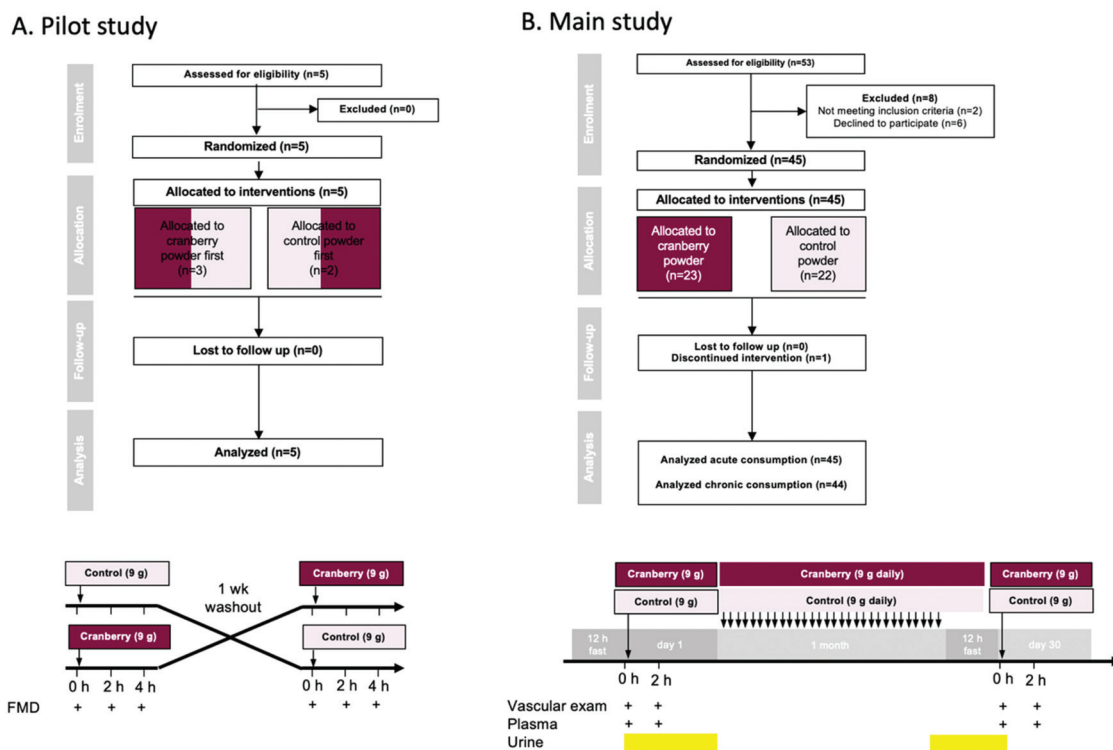 A. Pilot study
Enrolment
Assessed for eligibility (n=5)
Excluded (n=0)
Randomized (n=5)
Allocation
Allocated to interventions (n=5)
Allocated to
cranberry
powder first
(n=3)
Allocated to
control powder
first
(n=2)
Follow-up
Lost to follow up (n=0)
Analysis
Analyzed (n=5)
Control (9 g)
Cranberry (9 g)
1 wk
washout
Cranberry (9 g)
Control (9 g)
0 h 2 h 4 h
0 h 2 h 4 h
FMD + + + + + +
B. Main study
Enrolment
Assessed for eligibility (n=53)
Excluded (n=8)
Not meeting inclusion criteria (n=2)
Declined to participate (n=6)
Randomized (n=45)
Allocation
Allocated to interventions (n=45)
Allocated to
cranberry
powder
(n=23)
Allocated to
control
powder
(n=22)
Follow-up
Lost to follow up (n=0)
Discontinued intervention (n=1)
Analysis
Analyzed acute consumption (n=45)
Analyzed chronic consumption (n=44)
Cranberry (9 g) Cranberry (9 g daily) Cranberry (9 g)
Control (9 g) Control (9 g daily) Control (9 g)
12 h
fast
day 1
1 month
12 h
fast
day 30
0 h 2 h 0 h 2 h
Vascular exam + + + +
Plasma + + + +
Urine